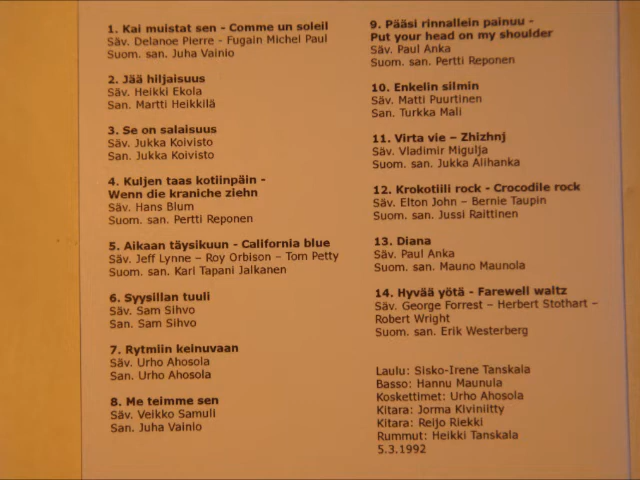 1. Kai muistat sen - Comme un soleil
Säv. Delanoe Pierre - Fugain Michel Paul
Suom. san. Juha Vainio
2. Jää hiljaisuus
Säv. Heikki Ekola
San. Martti Heikkilä
3. Se on salaisuus
Säv. Jukka Koivisto
San. Jukka Koivisto
4. Kuljen taas kotiinpäin -
Wenn die kraniche ziehn
Säv. Hans Blum
Suom. san. Pertti Reponen
5. Aikaan täysikuun - California blue
Säv. Jeff Lynne – Roy Orbison – Tom Petty
Suom. san. Kari Tapani Jalkanen
6. Syysillan tuuli
Säv. Sam Sihvo
San. Sam Sihvo
7. Rytmiin keinuvaan
Säv. Urho Ahosola
San. Urho Ahosola
8. Me teimme sen
Säv. Veikko Samuli
San. Juha Vainio
9. Pääsi rinnallein painuu -
Put your head on my shoulder
Säv. Paul Anka
Suom. san. Pertti Reponen
10. Enkelin silmin
Säv. Matti Puurtinen
San. Turkka Mali
11. Virta vie – Zhizhnj
Säv. Vladimir Migulja
Suom. san. Jukka Alihanka
12. Krokotiili rock - Crocodile rock
Säv. Elton John – Bernie Taupin
Suom. san. Jussi Raittinen
13. Diana
Säv. Paul Anka
Suom. san. Mauno Maunola
14. Hyvää yötä - Farewell waltz
Säv. George Forrest – Herbert Stothart –
Robert Wright
Suom. san. Erik Westerberg
Laulu: Sisko-Irene Tanskala
Basso: Hannu Maunula
Koskettimet: Urho Ahosola
Kitara: Jorma Kiviniitty
Kitara: Reijo Riekki
Rummut: Heikki Tanskala
5.3.1992